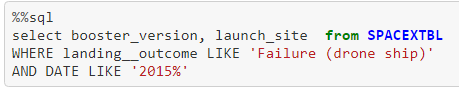 %%sql
select booster_version, launch_site  from SPACEXTBL
WHERE landing__outcome LIKE 'Failure (drone ship)'
AND DATE LIKE '2015%'